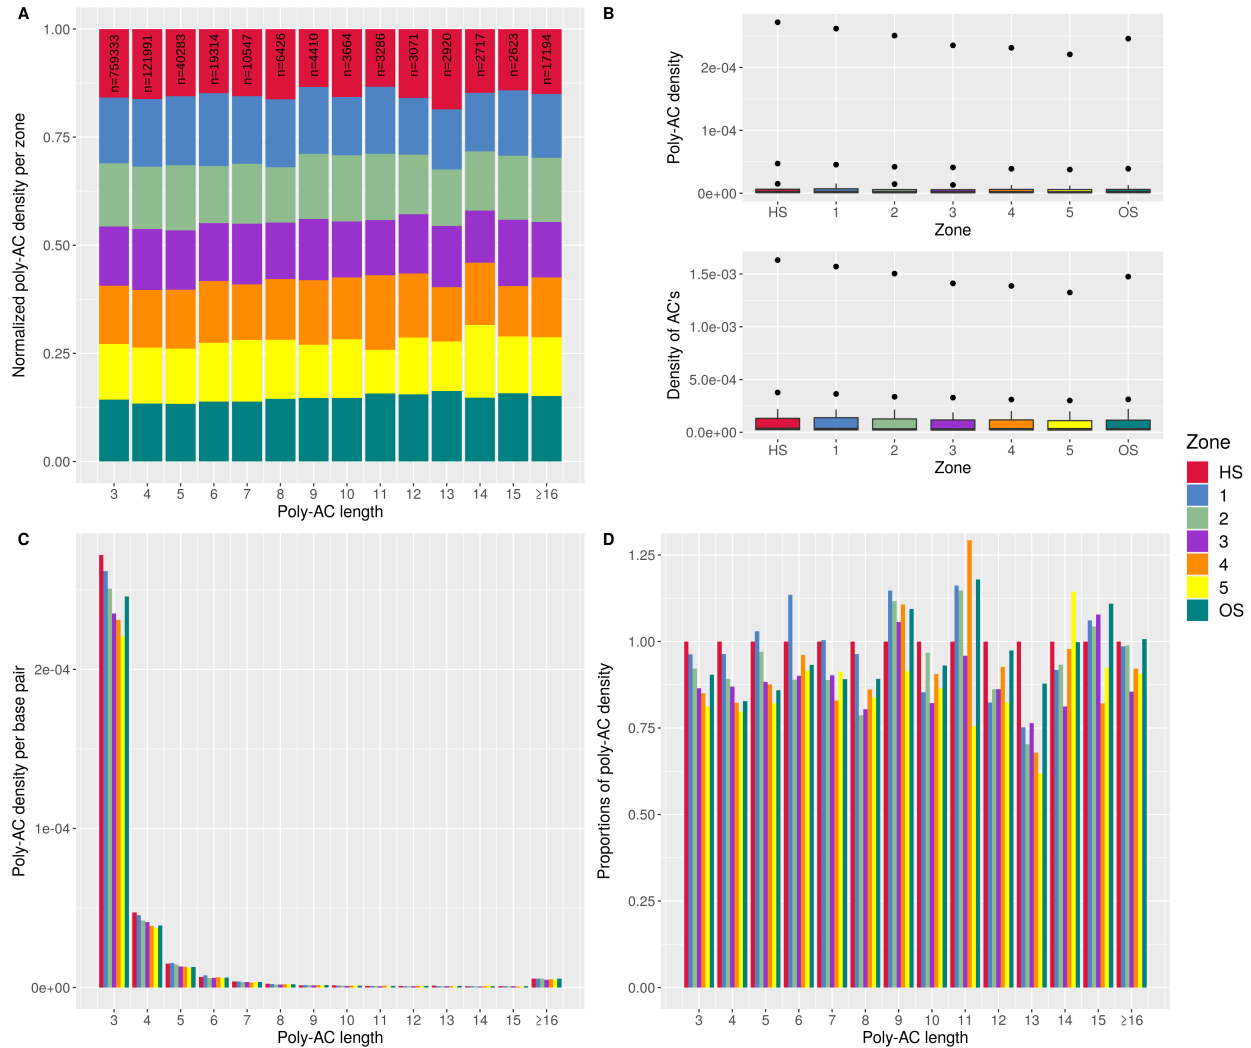 A
1.00
0.75
0.50
0.25
0.00
Normalized poly-AC density per zone
n=759333
n=121991
n=40283
n=19314
n=10547
n=6426
n=4410
n=3664
n=3286
n=3071
n=2920
n=2717
n=2623
n=17194
3 4 5 6 7 8 9 10 11 12 13 14 15 ≥16
Poly-AC length
B
Poly-AC density
2e-04
1e-04
0e+00
HS 1 2 3 4 5 OS
Zone
Density of AC's
1.5e-03
1.0e-03
5.0e-04
0.0e+00
HS 1 2 3 4 5 OS
Zone
C
Poly-AC density per base pair
2e-04
1e-04
0e+00
3 4 5 6 7 8 9 10 11 12 13 14 15 ≥16
Poly-AC length
D
Proportions of poly-AC density
1.25
1.00
0.75
0.50
0.25
0.00
3 4 5 6 7 8 9 10 11 12 13 14 15 ≥16
Poly-AC length
Zone
HS
1
2
3
4
5
OS